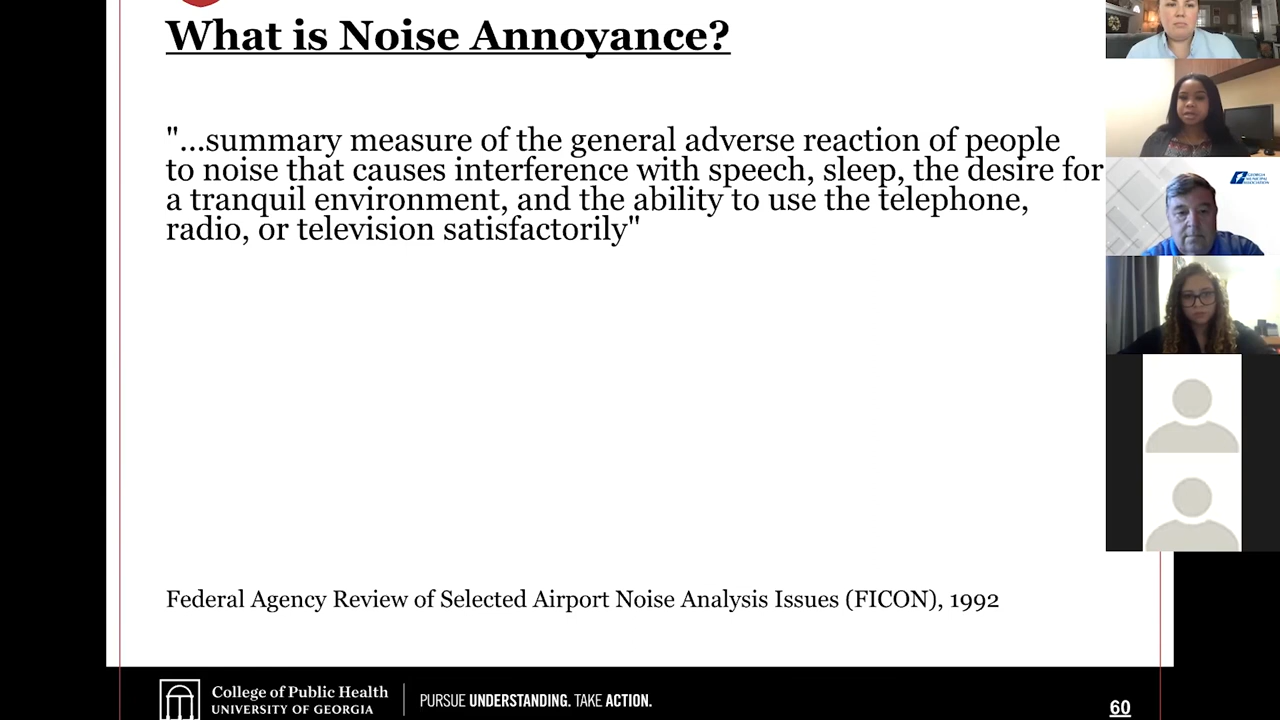 What is Noise Annoyance?
"...summary measure of the general adverse reaction of people
to noise that causes interference with speech, sleep, the desire for
a tranquil environment, and the ability to use the telephone,
radio, or television satisfactorily"
Federal Agency Review of Selected Airport Noise Analysis Issues (FICON), 1992
College of Public Health
UNIVERSITY OF GEORGIA
PURSUE UNDERSTANDING. TAKE ACTION.
60
GEORGIA
MUNICIPAL
ASSOCIATION